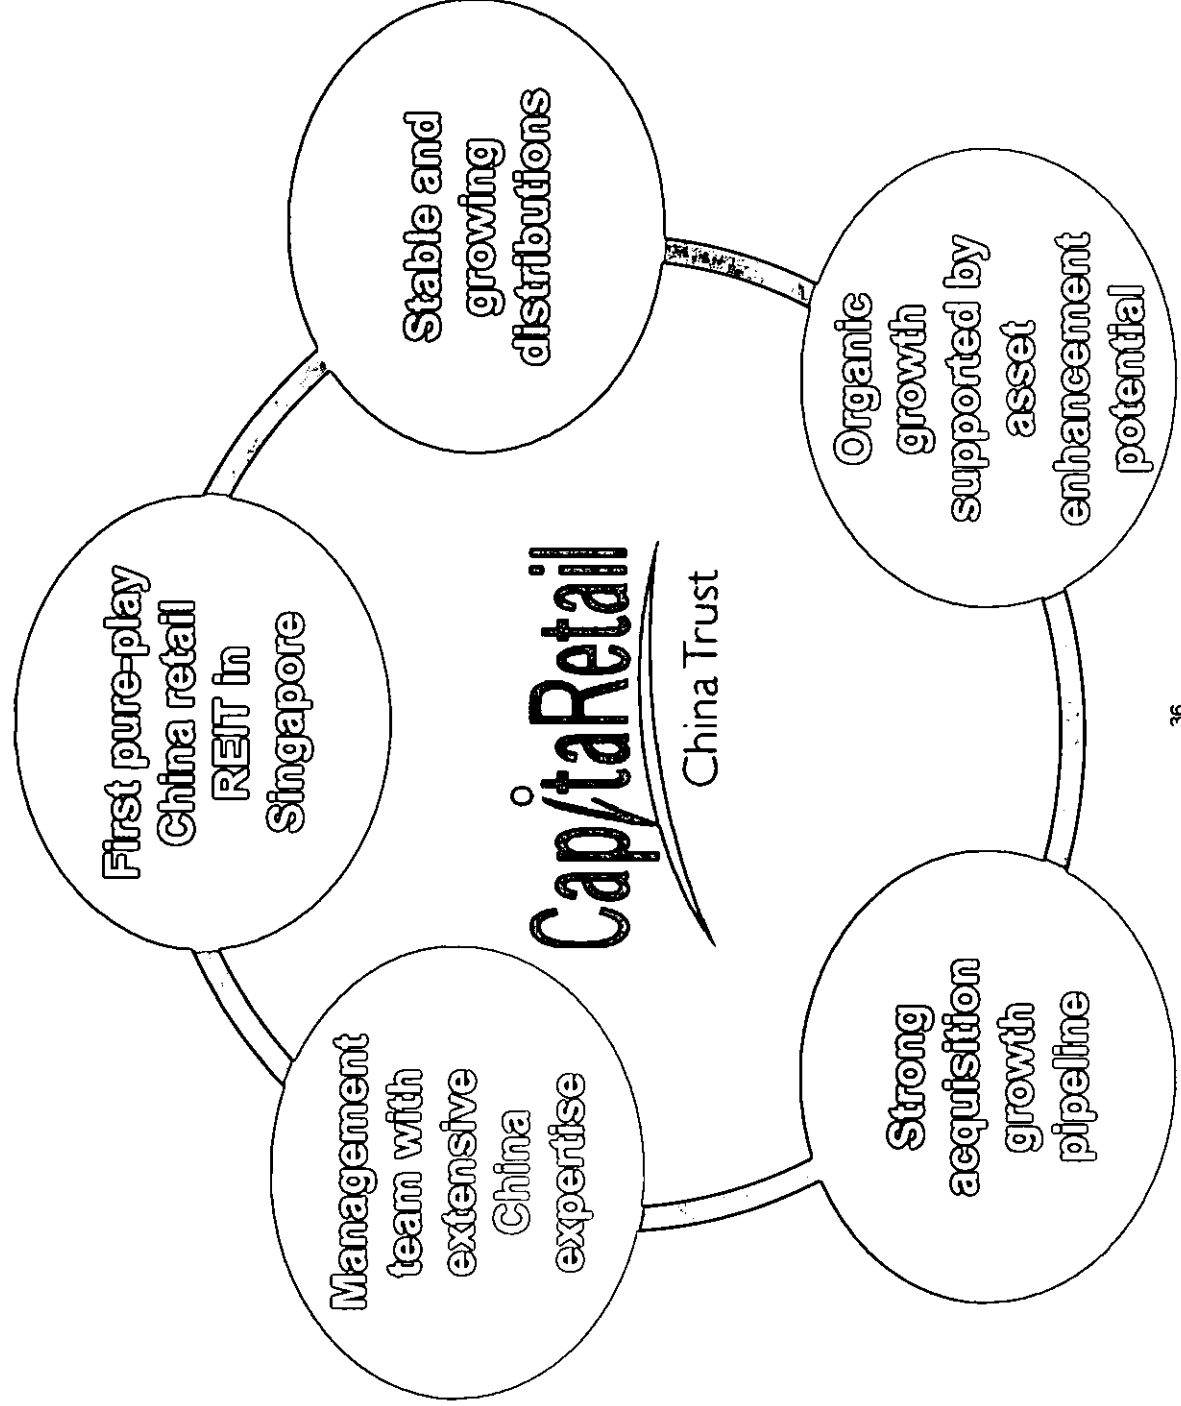 First pure-play
China retail
REIT in
Singapore
Stable and
growing
distributions
Organic
growth
supported by
asset
enhancement
potential
Strong
acquisition
growth
pipeline
Management
team with
extensive
China
expertise
CapitaRetail
China Trust
36